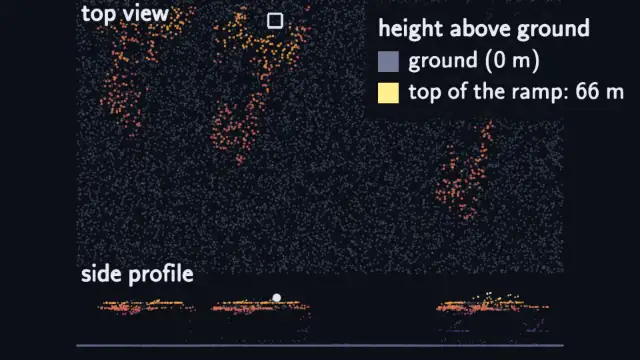 top view
height above ground
ground (0 m)
top of the ramp: 66 m
side profile